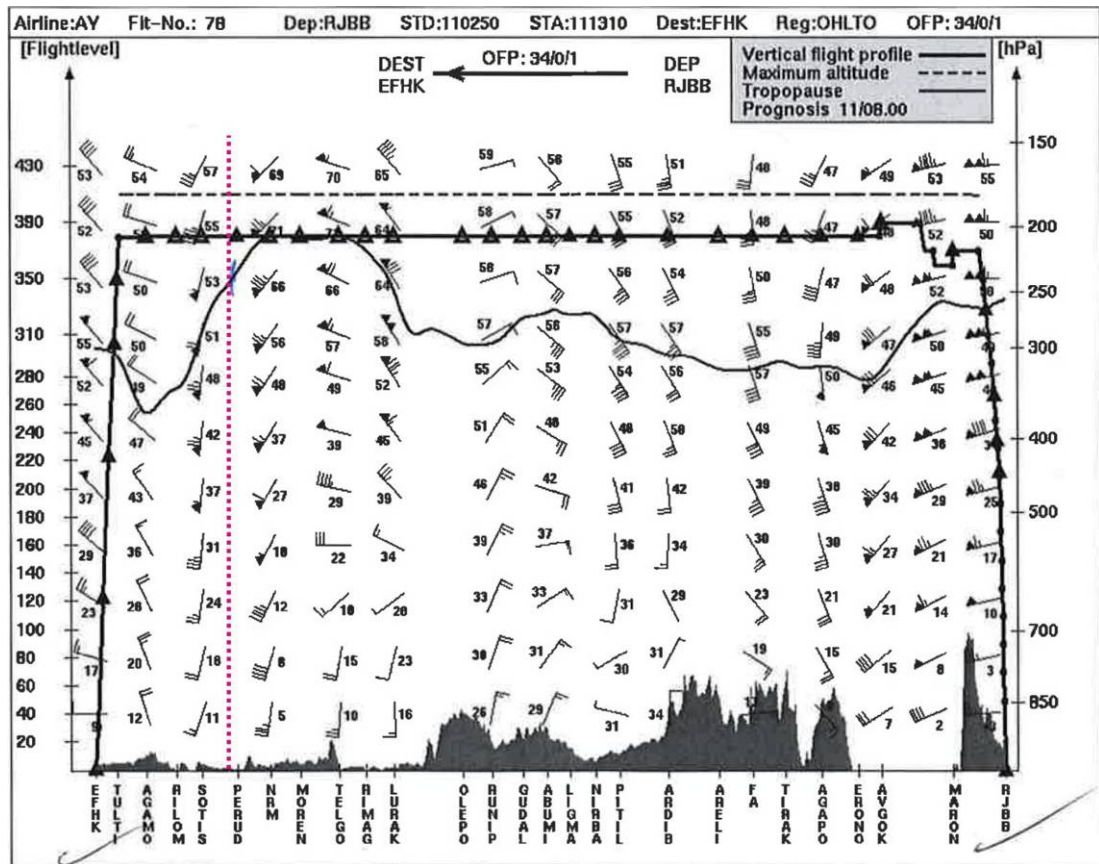 Airline:AY Flt-No.: 78 Dep:RJBB STD:110250 STA:111310 Dest:EFHK Reg:OHLTO OFP: 34/0/1
[Flightlevel]
[hPa]
DEST
EFHK
OFP: 34/0/1
DEP
RJBB
Vertical flight profile
Maximum altitude
Tropopause
Prognosis 11/08.00
430
390
350
310
280
260
240
220
200
180
160
140
120
100
80
60
40
20
150
200
250
300
400
500
700
850
53 54 57 69 70 65 59 56 55 51 48 47 49 53 55
52 55 58 57 55 52 48 47 52 50
53 50 53 66 66 64 58 57 56 54 50 47 48 52
55 50 51 56 57 58 57 56 57 57 55 49 47 50
52 49 48 48 49 52 55 53 54 56 57 50 46 45
45 47 42 37 39 45 51 48 48 50 49 45 42 36
37 43 37 27 29 39 46 42 41 42 39 38 34 29 25
29 36 31 18 22 34 39 37 36 34 30 30 27 21 17
23 26 24 12 18 28 33 33 31 29 23 21 21 14 10
17 20 18 8 15 23 30 31 30 31 19 15 15 8 3
9 12 11 5 10 16 26 29 31 34 7 2
EFHK
TULTI
AGAMO
RILOM
SOTIS
PERUD
NRM
MOREN
TELGO
RIMAG
LURAK
OLEPO
RUNIP
GUDAL
ABUMI
LIGMA
NIRBA
PITIL
ARDIB
ARELI
FA
TIRAK
AGAPO
ERONO
AVGOK
MARON
RJBB